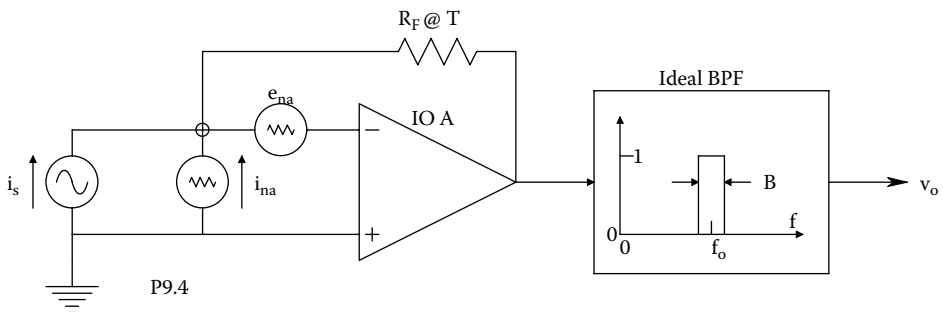 R_F @ T
Ideal BPF
e_na
IO A
−
1
i_s
i_na
B
v_o
+
0
f
0
f_o
P9.4